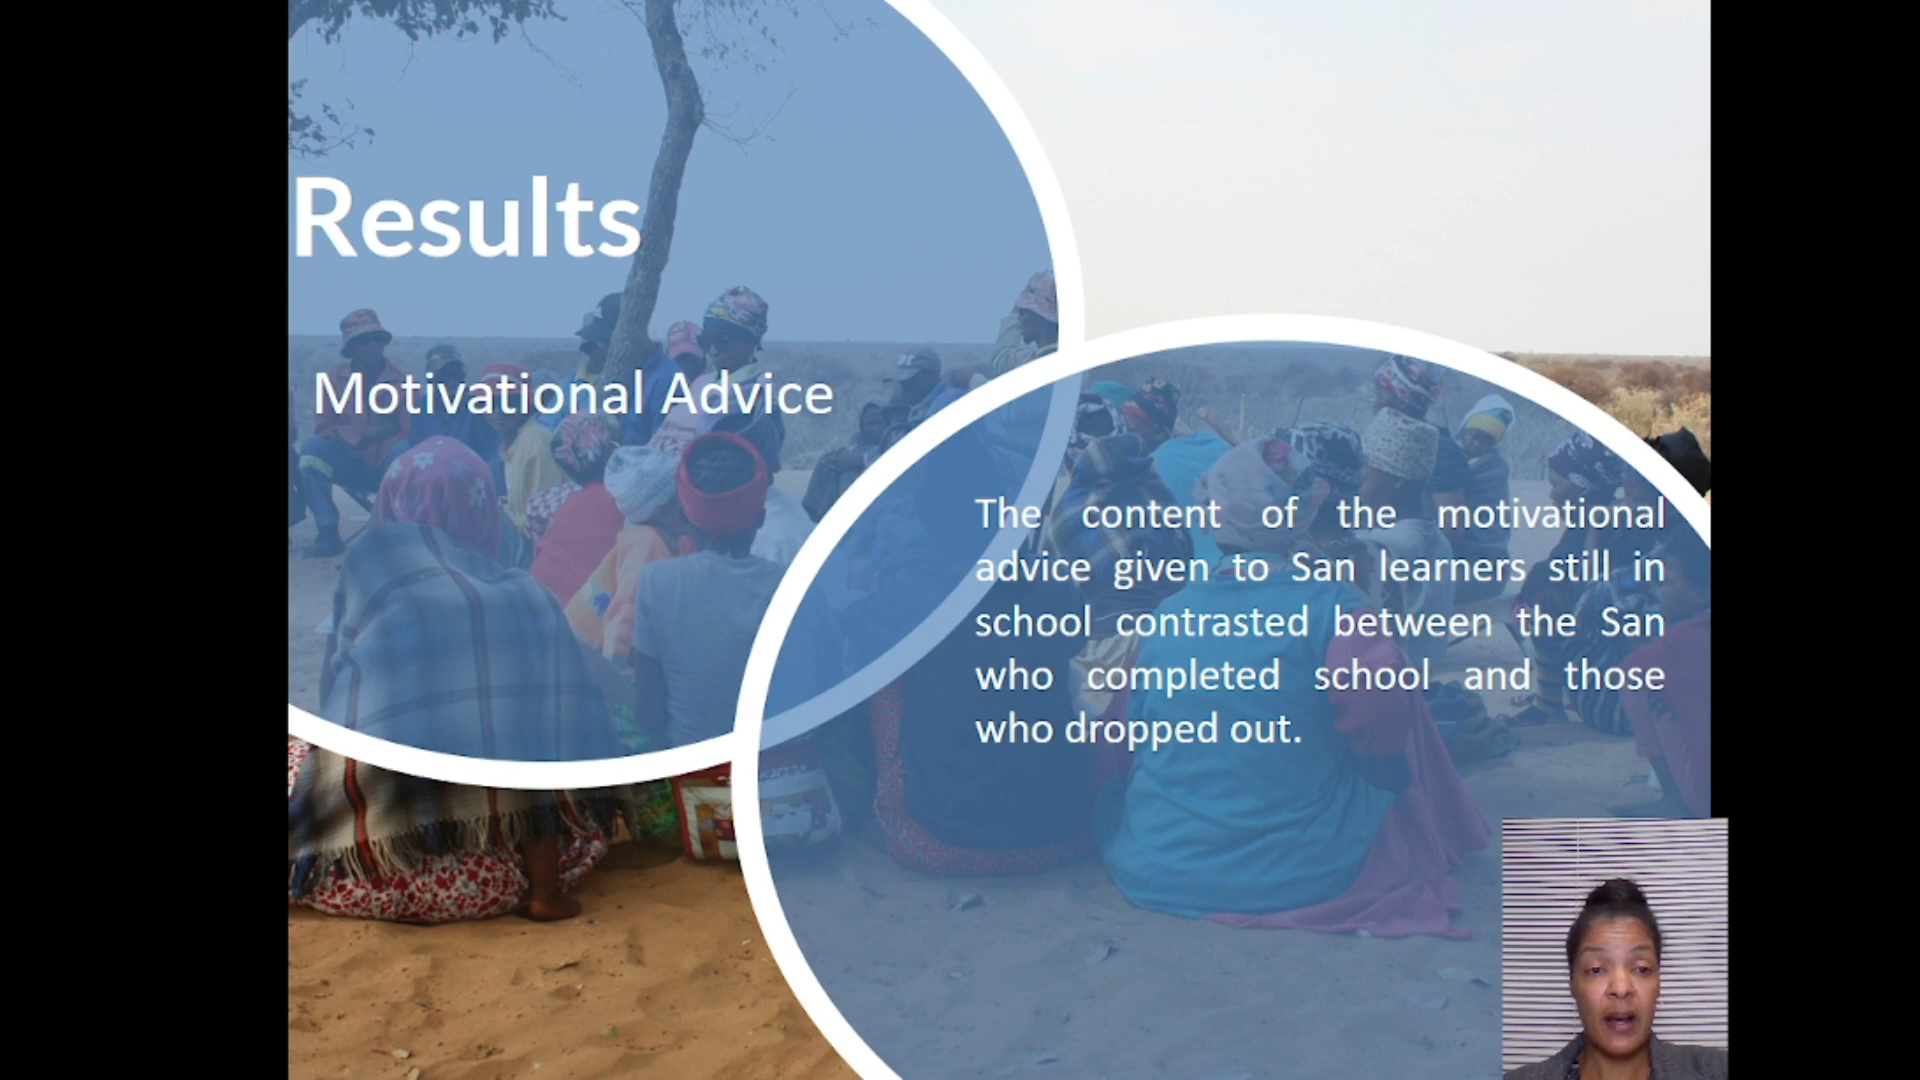 Results
Motivational Advice
The content of the motivational
advice given to San learners still in
school contrasted between the San
who completed school and those
who dropped out.